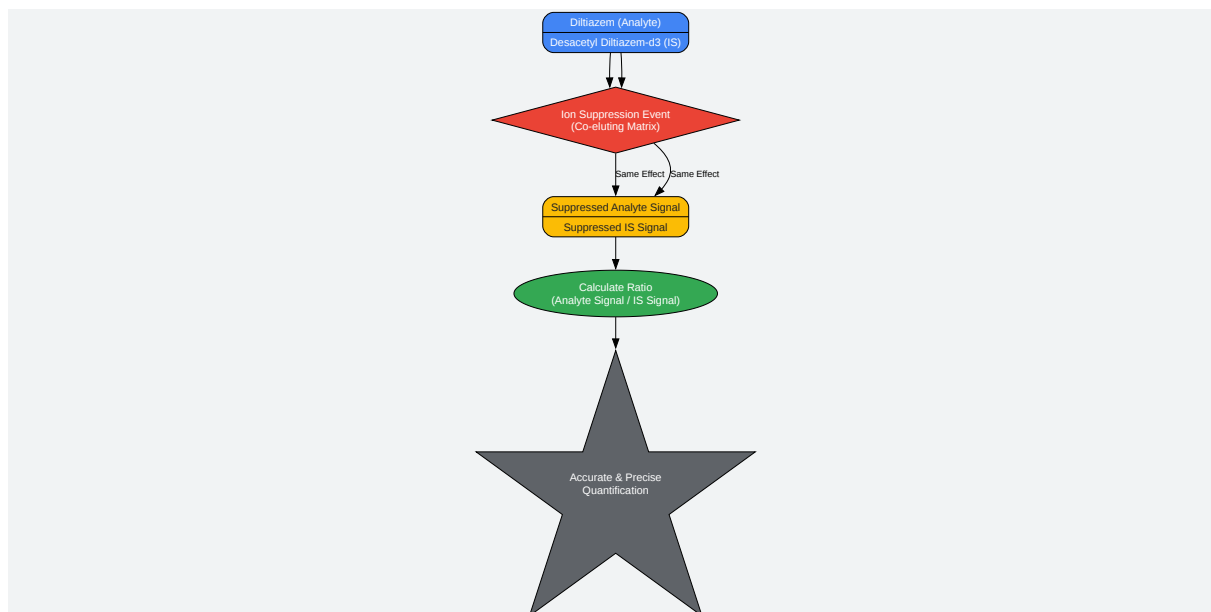 Diltiazem (Analyte)
Desacetyl Diltiazem-d3 (IS)
Ion Suppression Event
(Co-eluting Matrix)
Same Effect
Same Effect
Suppressed Analyte Signal
Suppressed IS Signal
Calculate Ratio
(Analyte Signal / IS Signal)
Accurate & Precise
Quantification